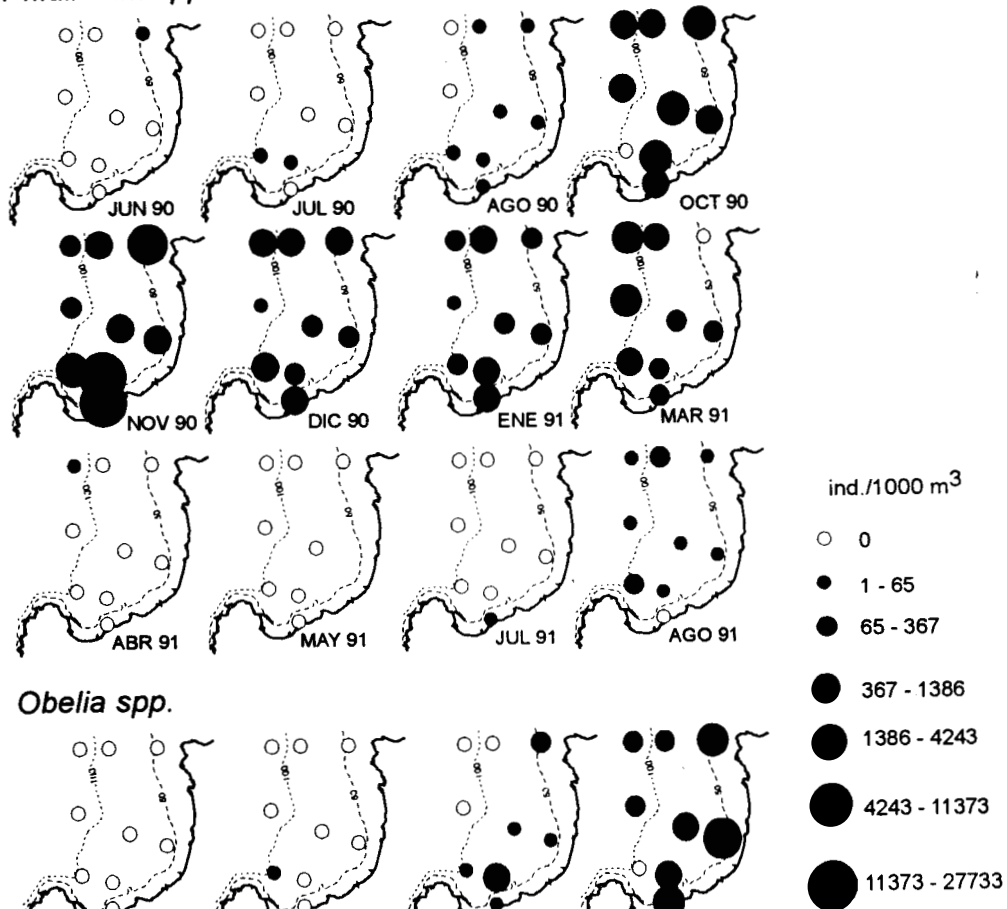 JUN 90
JUL 90
AGO 90
OCT 90
NOV 90
DIC 90
ENE 91
MAR 91
ABR 91
MAY 91
JUL 91
AGO 91
ind./1000 m3
0
1 - 65
65 - 367
367 - 1386
1386 - 4243
4243 - 11373
11373 - 27733
Obelia spp.